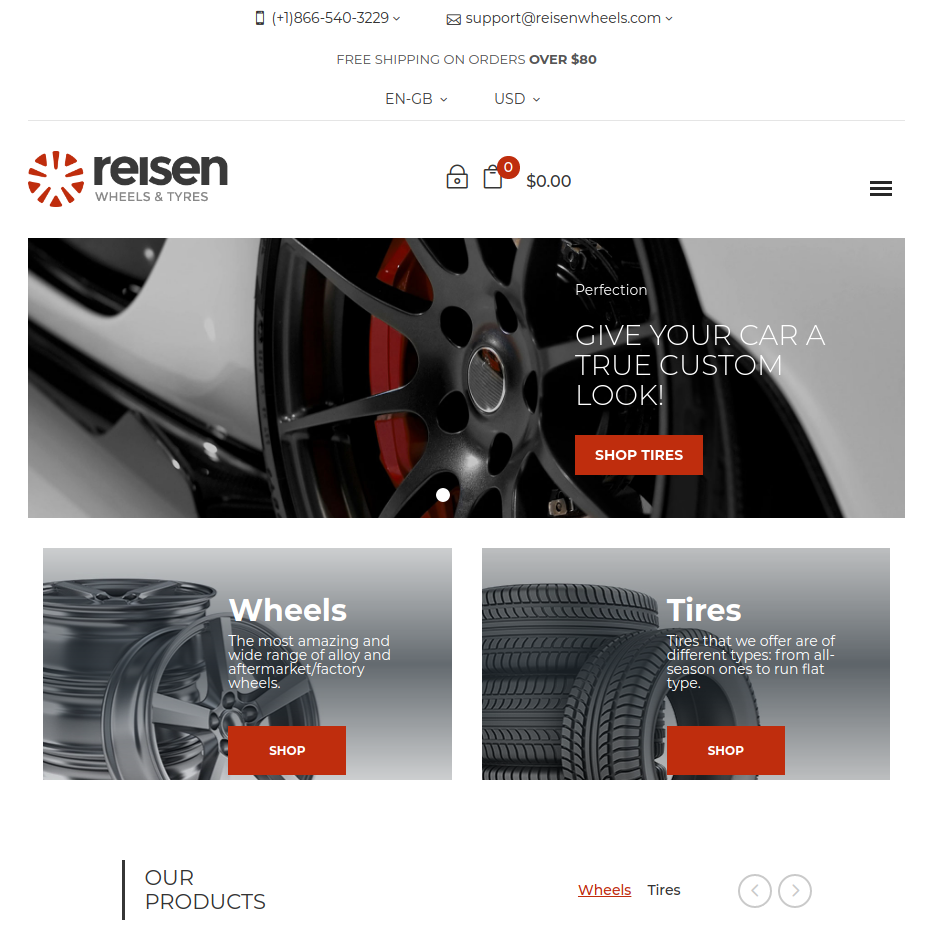 (+1)866-540-3229 support@reisenwheels.com
FREE SHIPPING ON ORDERS OVER $80
EN-GB USD
reisen
WHEELS & TYRES
0
$0.00
Perfection
GIVE YOUR CAR A
TRUE CUSTOM
LOOK!
SHOP TIRES
Wheels
The most amazing and
wide range of alloy and
aftermarket/factory
wheels.
SHOP
Tires
Tires that we offer are of
different types: from all-
season ones to run flat
type.
SHOP
OUR
PRODUCTS
Wheels Tires